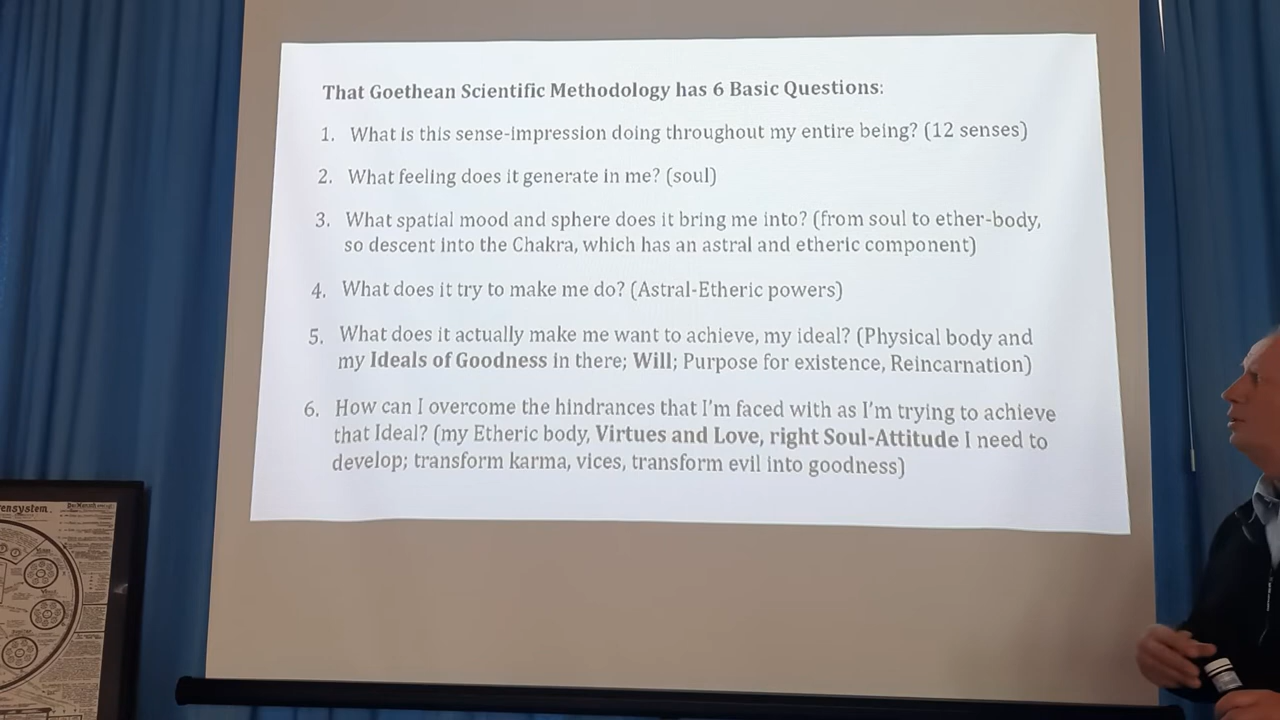 That Goethean Scientific Methodology has 6 Basic Questions:
1. What is this sense-impression doing throughout my entire being? (12 senses)
2. What feeling does it generate in me? (soul)
3. What spatial mood and sphere does it bring me into? (from soul to ether-body,
so descent into the Chakra, which has an astral and etheric component)
4. What does it try to make me do? (Astral-Etheric powers)
5. What does it actually make me want to achieve, my ideal? (Physical body and
my Ideals of Goodness in there; Will; Purpose for existence, Reincarnation)
6. How can I overcome the hindrances that I'm faced with as I'm trying to achieve
that Ideal? (my Etheric body, Virtues and Love, right Soul-Attitude I need to
develop; transform karma, vices, transform evil into goodness)
ensystem
Der Mensch